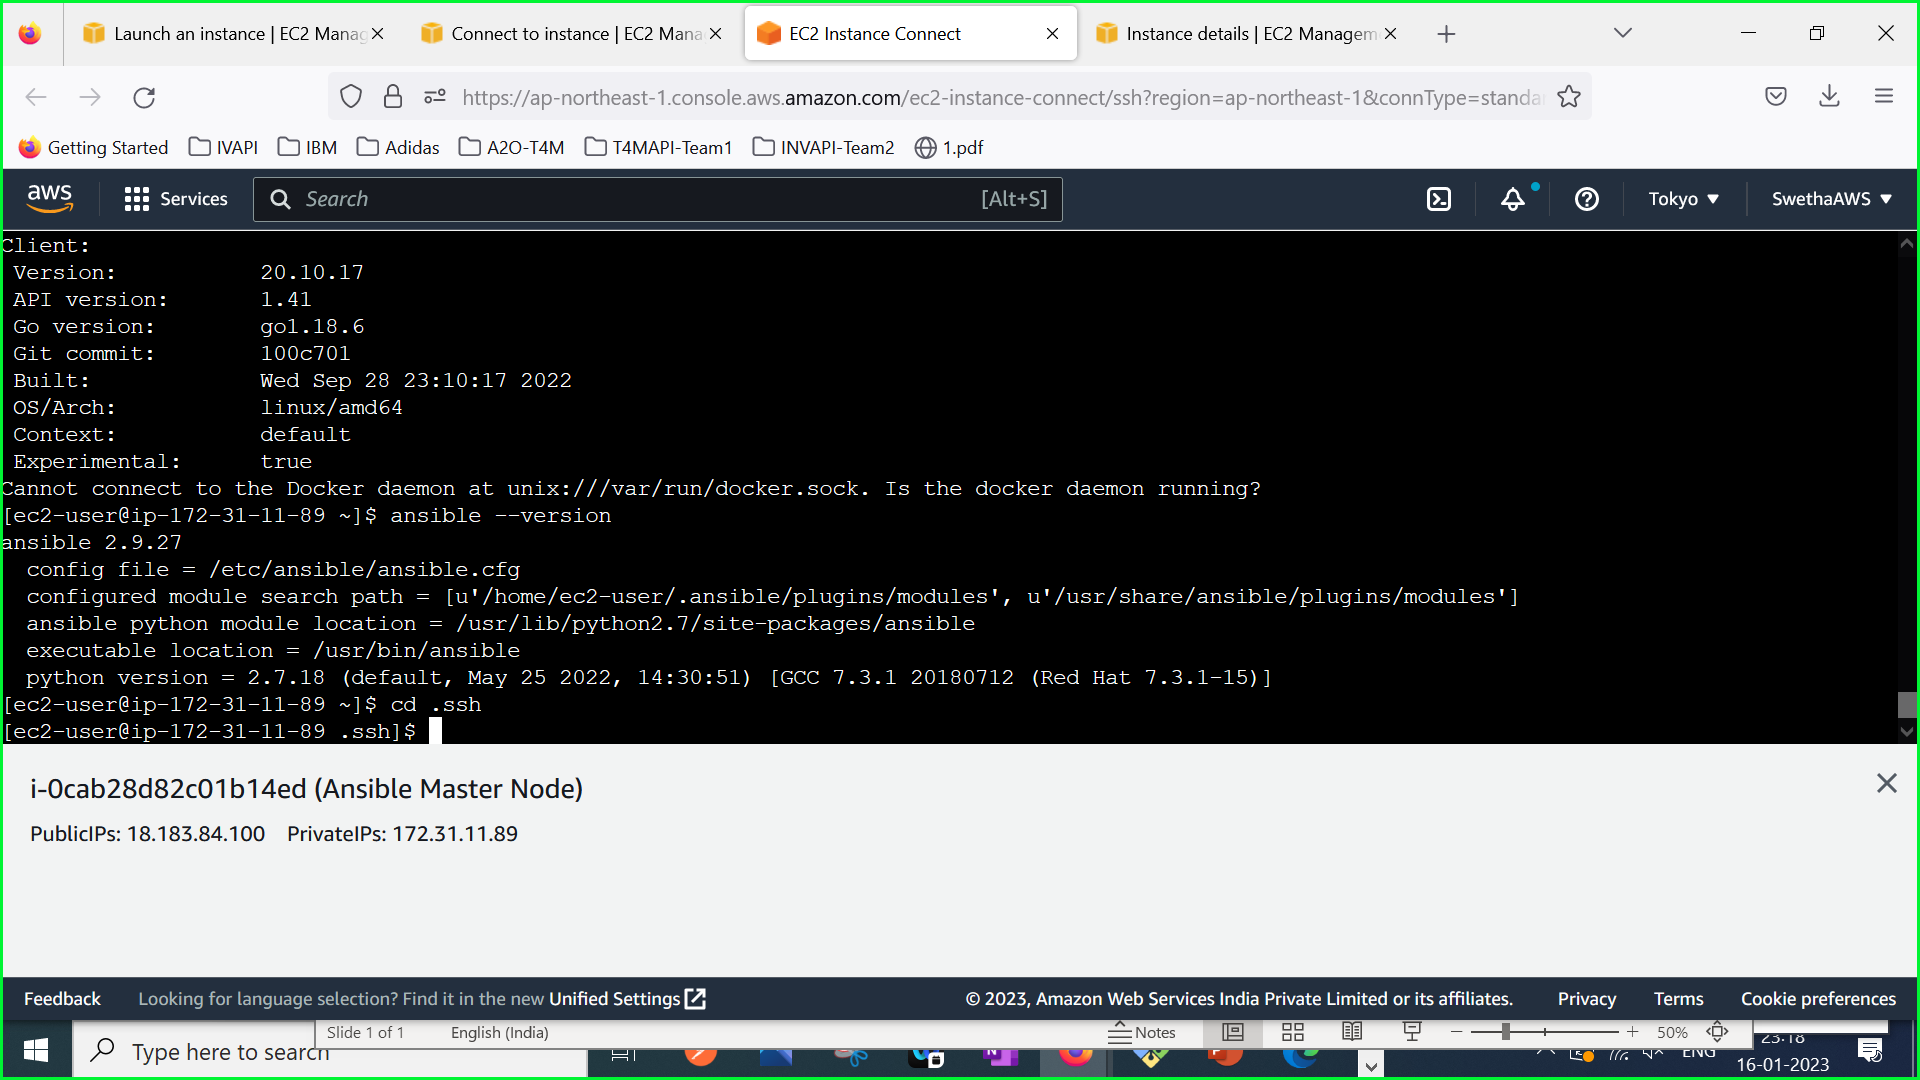 Launch an instance | EC2 Manag
Connect to instance | EC2 Mana
EC2 Instance Connect
Instance details | EC2 Managem
https://ap-northeast-1.console.aws.amazon.com/ec2-instance-connect/ssh?region=ap-northeast-1&connType=standa
Getting Started IVAPI IBM Adidas A2O-T4M T4MAPI-Team1 INVAPI-Team2 1.pdf
aws Services Search [Alt+S] Tokyo SwethaAWS
Client:
Version: 20.10.17
API version: 1.41
Go version: go1.18.6
Git commit: 100c701
Built: Wed Sep 28 23:10:17 2022
OS/Arch: linux/amd64
Context: default
Experimental: true
Cannot connect to the Docker daemon at unix:///var/run/docker.sock. Is the docker daemon running?
[ec2-user@ip-172-31-11-89 ~]$ ansible --version
ansible 2.9.27
config file = /etc/ansible/ansible.cfg
configured module search path = [u'/home/ec2-user/.ansible/plugins/modules', u'/usr/share/ansible/plugins/modules']
ansible python module location = /usr/lib/python2.7/site-packages/ansible
executable location = /usr/bin/ansible
python version = 2.7.18 (default, May 25 2022, 14:30:51) [GCC 7.3.1 20180712 (Red Hat 7.3.1-15)]
[ec2-user@ip-172-31-11-89 ~]$ cd .ssh
[ec2-user@ip-172-31-11-89 .ssh]$
i-0cab28d82c01b14ed (Ansible Master Node)
PublicIPs: 18.183.84.100 PrivateIPs: 172.31.11.89
Feedback Looking for language selection? Find it in the new Unified Settings © 2023, Amazon Web Services India Private Limited or its affiliates. Privacy Terms Cookie preferences
Slide 1 of 1 English (India) Notes 50%
Type here to search ENG 23:18
16-01-2023